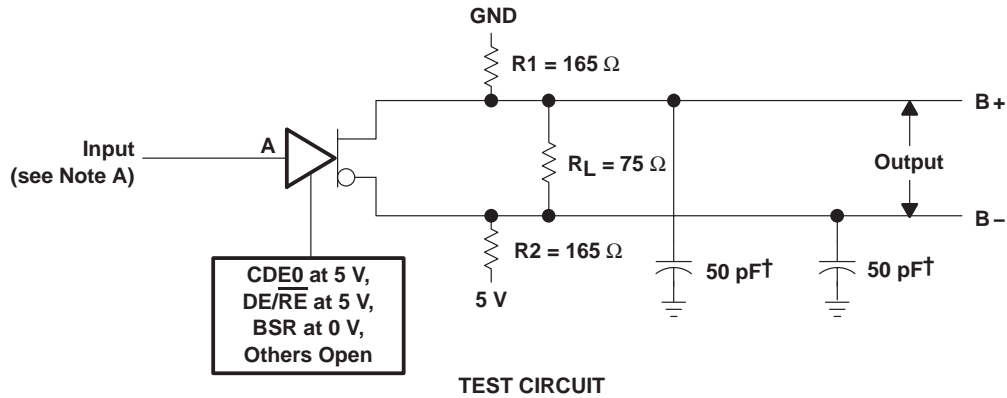 GND
R1 = 165 Ω
B+
Input
(see Note A)
A
RL = 75 Ω
Output
B–
R2 = 165 Ω
5 V
50 pF†
50 pF†
CDE0 at 5 V,
DE/R̅E̅ at 5 V,
BSR at 0 V,
Others Open
TEST CIRCUIT